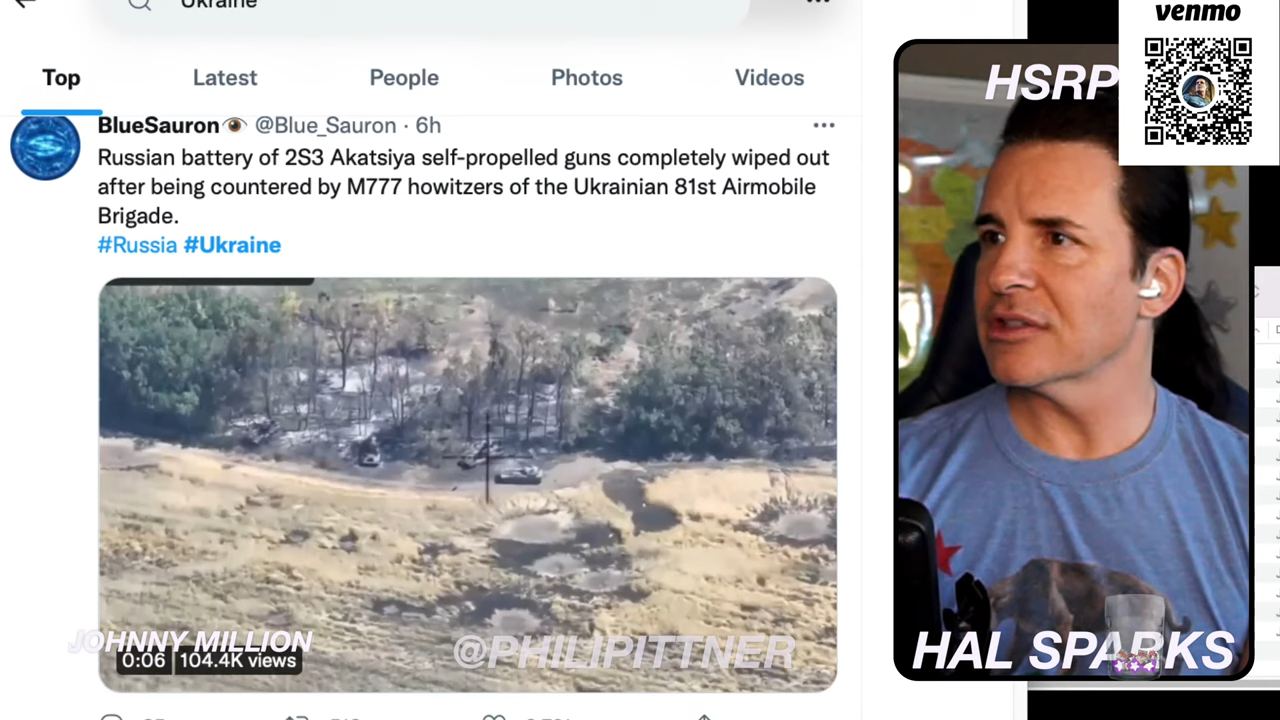 Ukraine
Top Latest People Photos Videos
BlueSauron @Blue_Sauron · 6h
Russian battery of 2S3 Akatsiya self-propelled guns completely wiped out
after being countered by M777 howitzers of the Ukrainian 81st Airmobile
Brigade.
#Russia #Ukraine
JOHNNY MILLION
@PHILIPITTNER
0:06 104.4K views
venmo
HSRP
HAL SPARKS